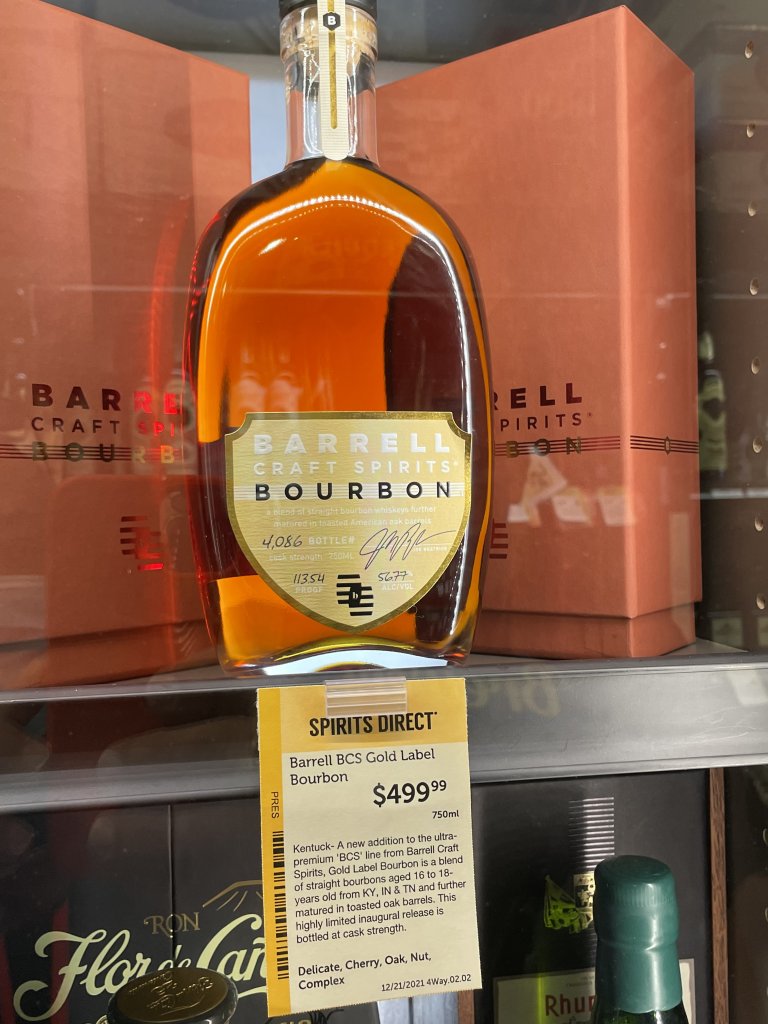 B
BARRELL
CRAFT SPIRITS
BOURBON
RELL
SPIRITS®
BON
BARRELL
CRAFT SPIRITS®
BOURBON
a blend of straight bourbon whiskeys further
matured in toasted American oak barrels
4,086 BOTTLE#
cask strength 750ML JOE BEATRICE
113.54 56.77
PROOF ALC/VOL
b
SPIRITS DIRECT
Barrell BCS Gold Label
Bourbon
$499.99
750ml
PRES
Kentuck- A new addition to the ultra-
premium 'BCS' line from Barrell Craft
Spirits, Gold Label Bourbon is a blend
of straight bourbons aged 16 to 18-
years old from KY, IN & TN and further
matured in toasted oak barrels. This
highly limited inaugural release is
bottled at cask strength.
Delicate, Cherry, Oak, Nut,
Complex
12/21/2021 4Way.02.02
RON
Flor de Cañ
Rhu